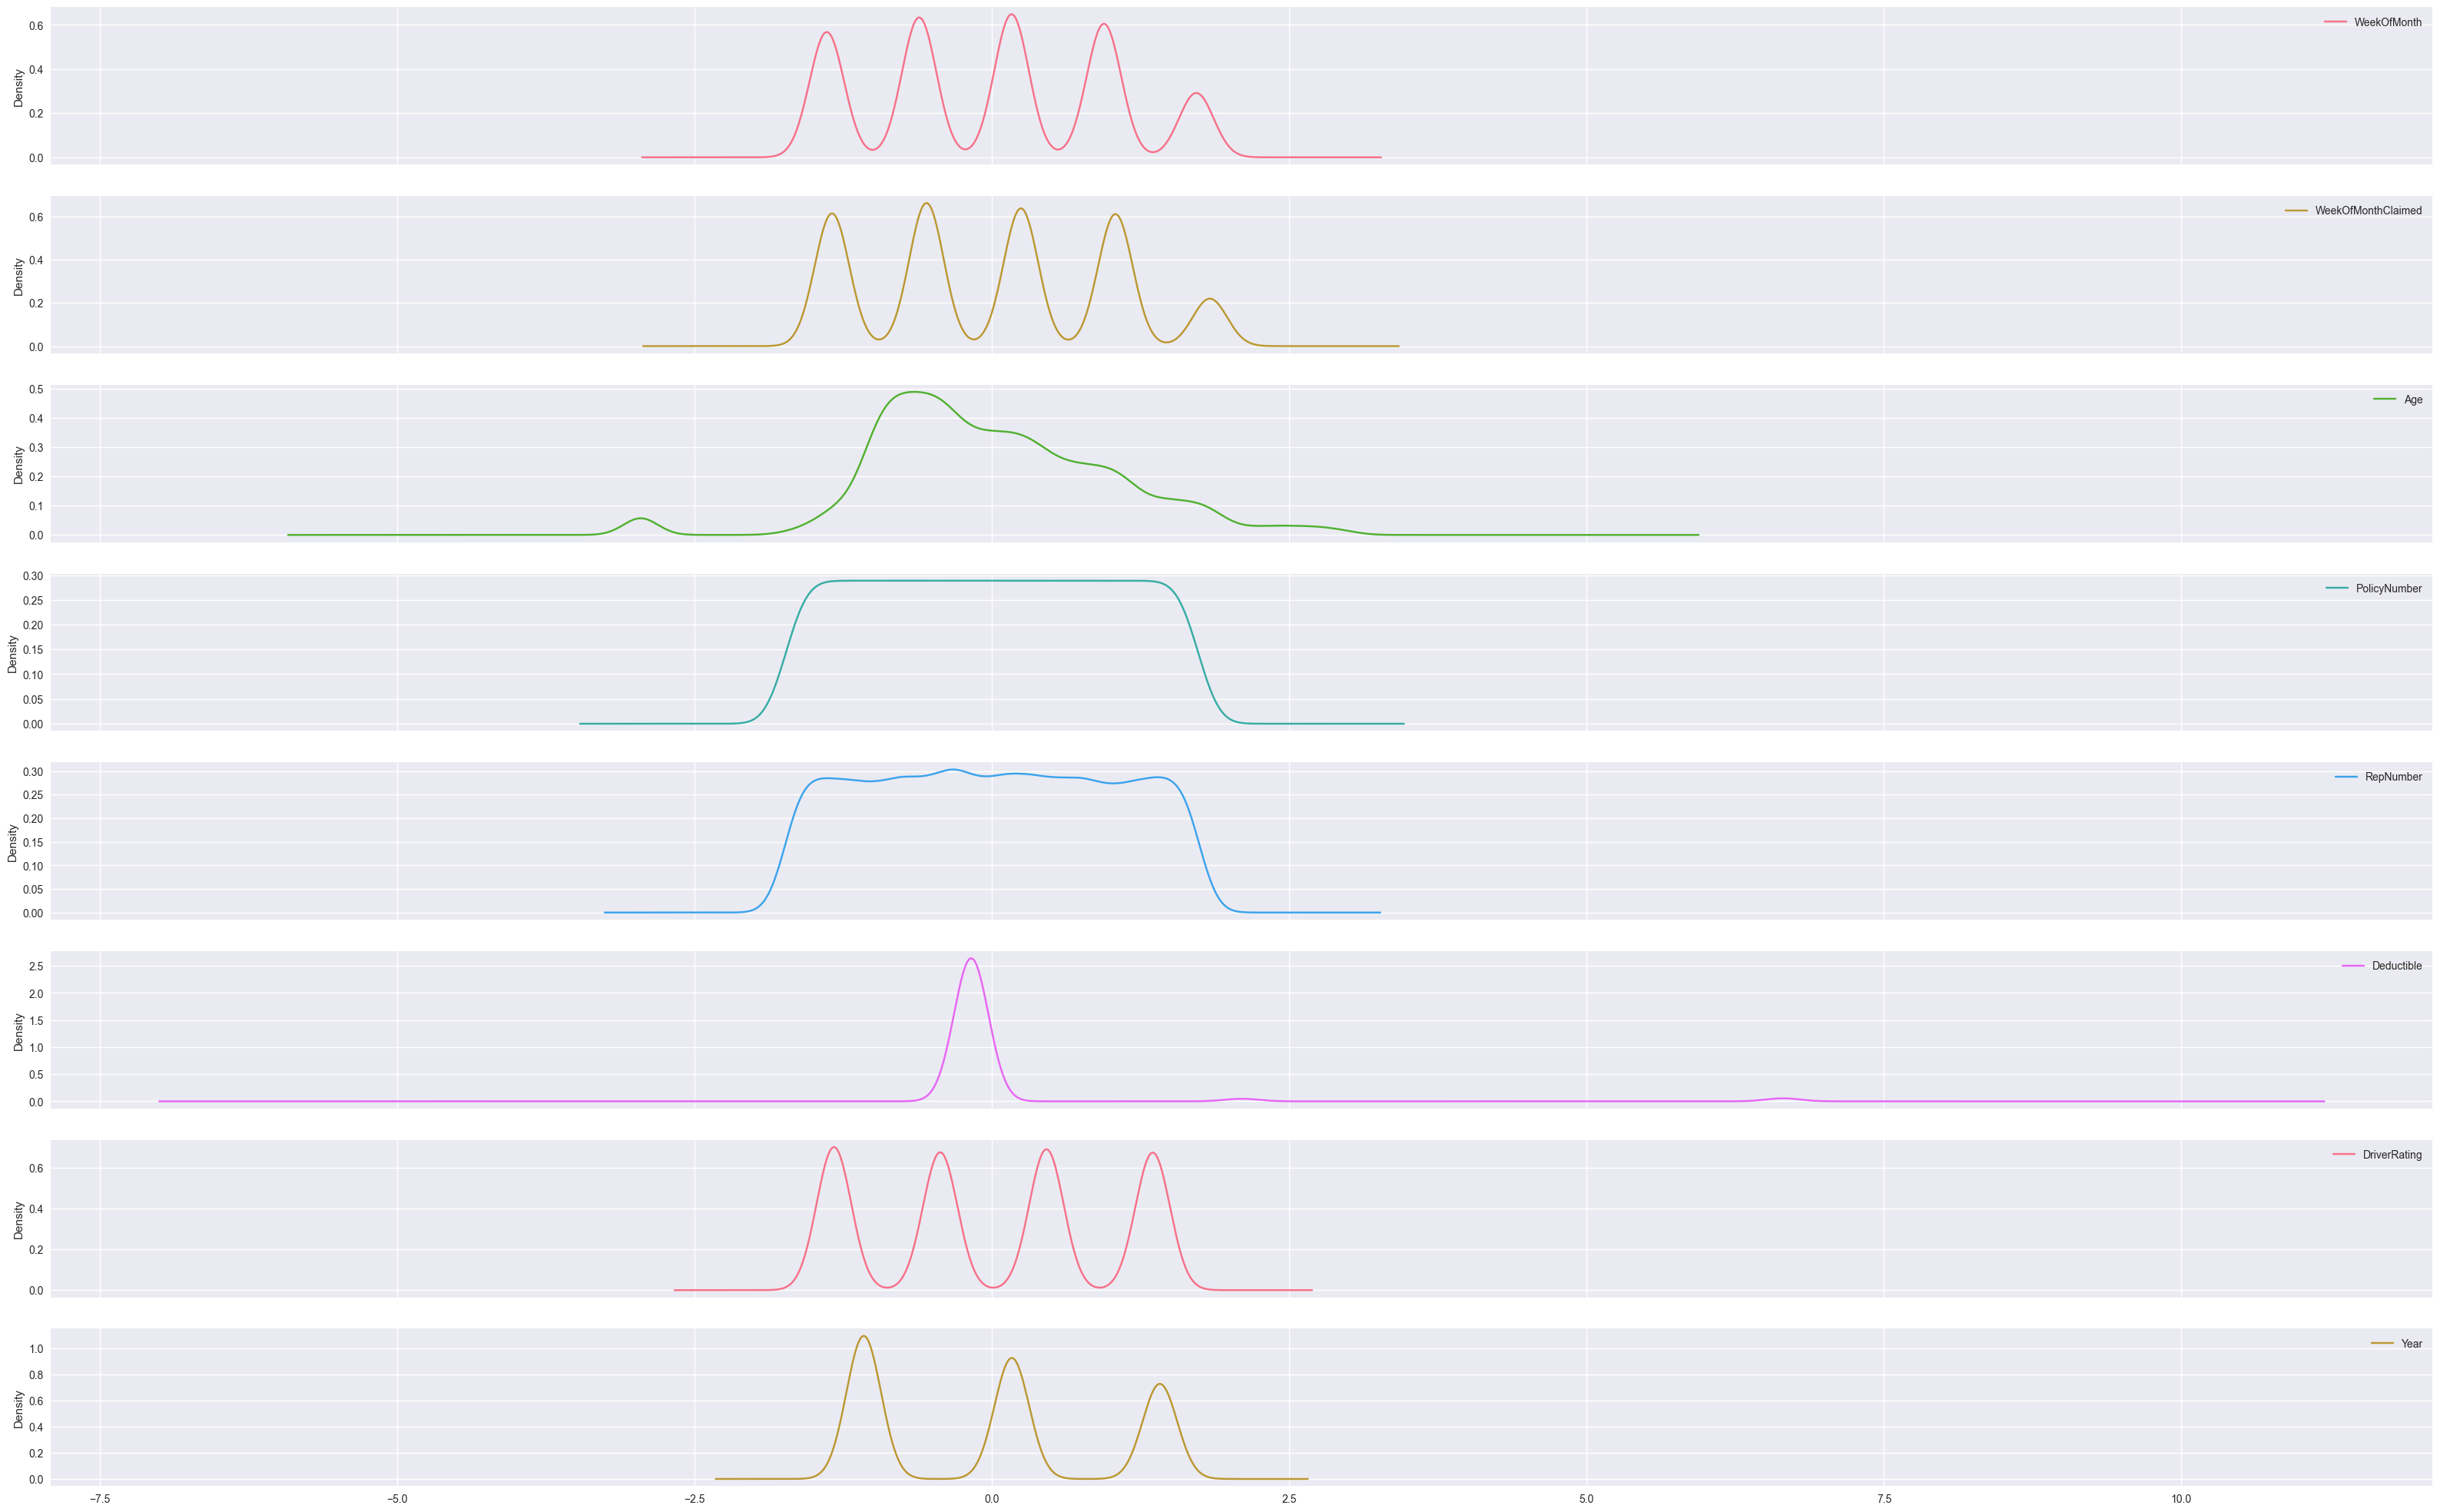 WeekOfMonth
Density
0.6
0.4
0.2
0.0
WeekOfMonthClaimed
Density
0.6
0.4
0.2
0.0
Age
Density
0.5
0.4
0.3
0.2
0.1
0.0
PolicyNumber
Density
0.30
0.25
0.20
0.15
0.10
0.05
0.00
RepNumber
Density
0.30
0.25
0.20
0.15
0.10
0.05
0.00
Deductible
Density
2.5
2.0
1.5
1.0
0.5
0.0
DriverRating
Density
0.6
0.4
0.2
0.0
Year
Density
1.0
0.8
0.6
0.4
0.2
0.0
−7.5 −5.0 −2.5 0.0 2.5 5.0 7.5 10.0